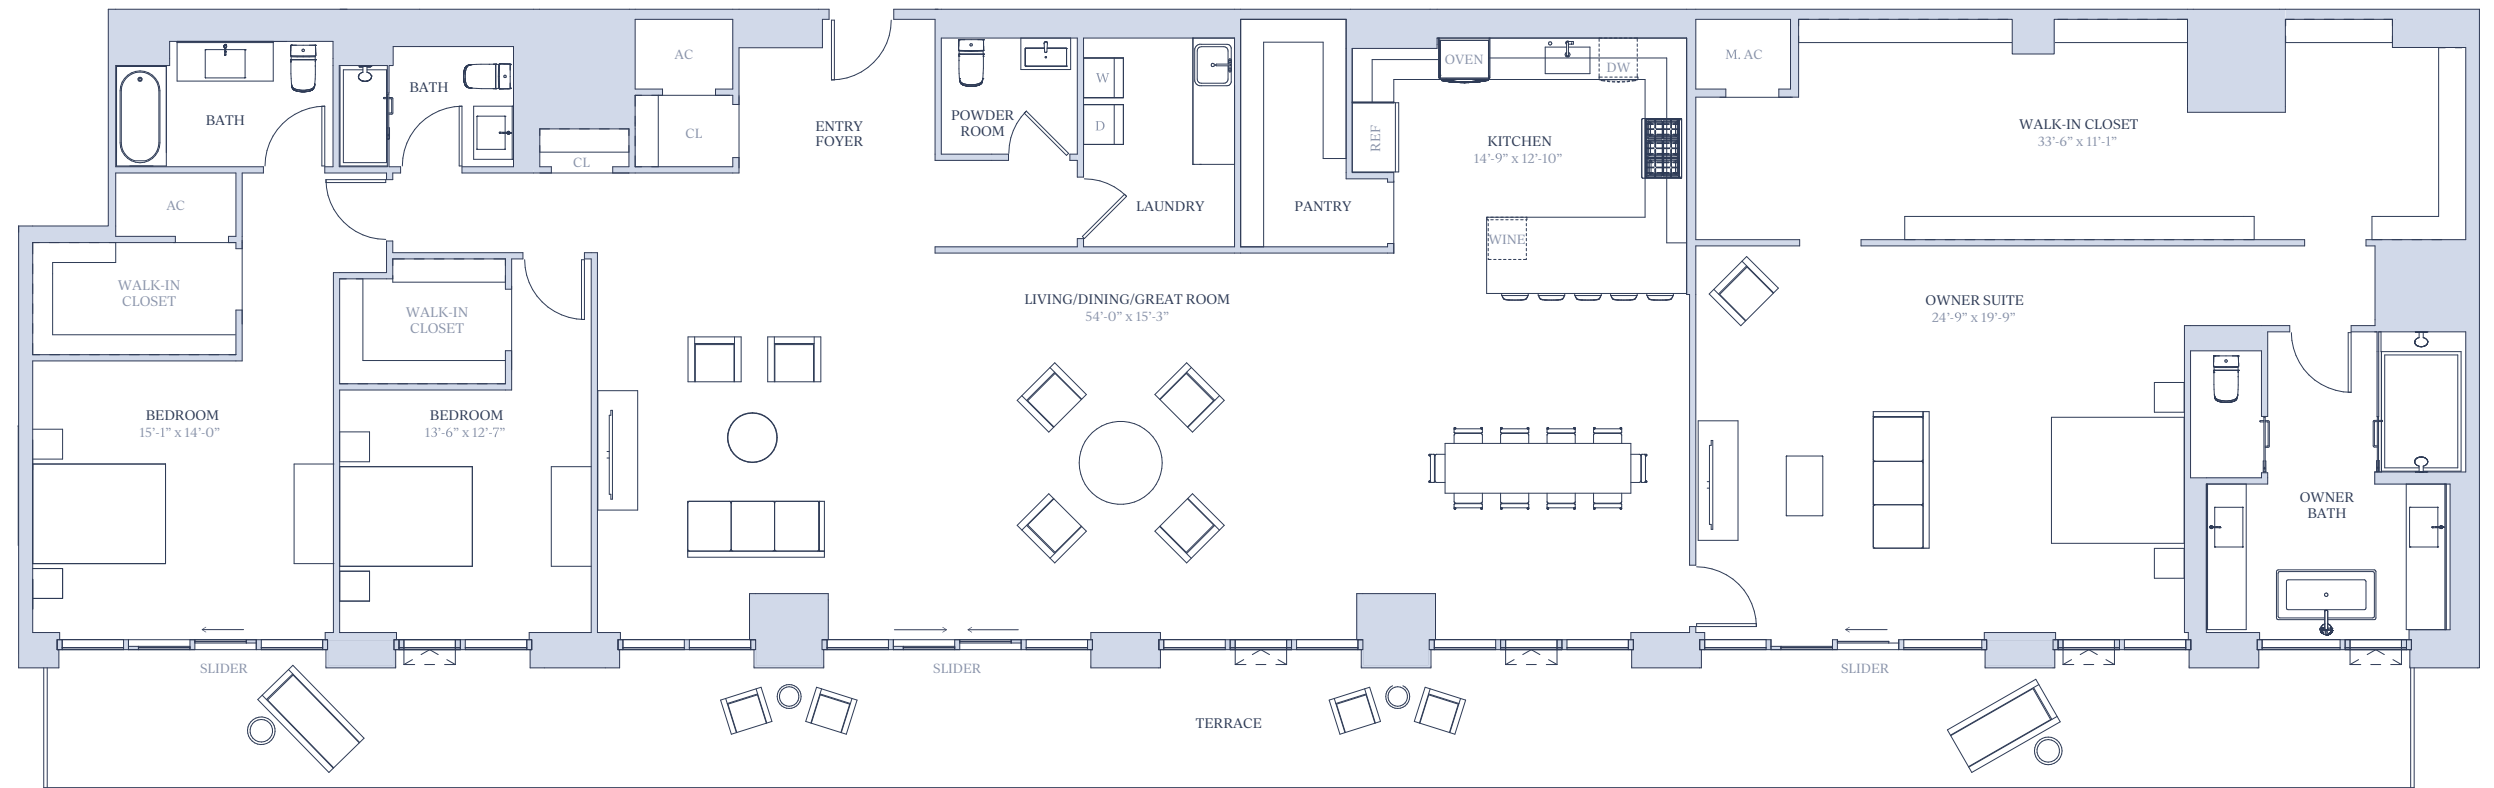 BATH
BATH
AC
CL
CL
ENTRY
FOYER
POWDER
ROOM
W
D
LAUNDRY
PANTRY
OVEN
DW
REF
KITCHEN
14’-9” x 12’-10”
WINE
M. AC
WALK-IN CLOSET
33’-6” x 11’-1”
AC
WALK-IN
CLOSET
WALK-IN
CLOSET
LIVING/DINING/GREAT ROOM
54’-0” x 15’-3”
OWNER SUITE
24’-9” x 19’-9”
BEDROOM
15’-1” x 14’-0”
BEDROOM
13’-6” x 12’-7”
OWNER
BATH
SLIDER
SLIDER
SLIDER
TERRACE